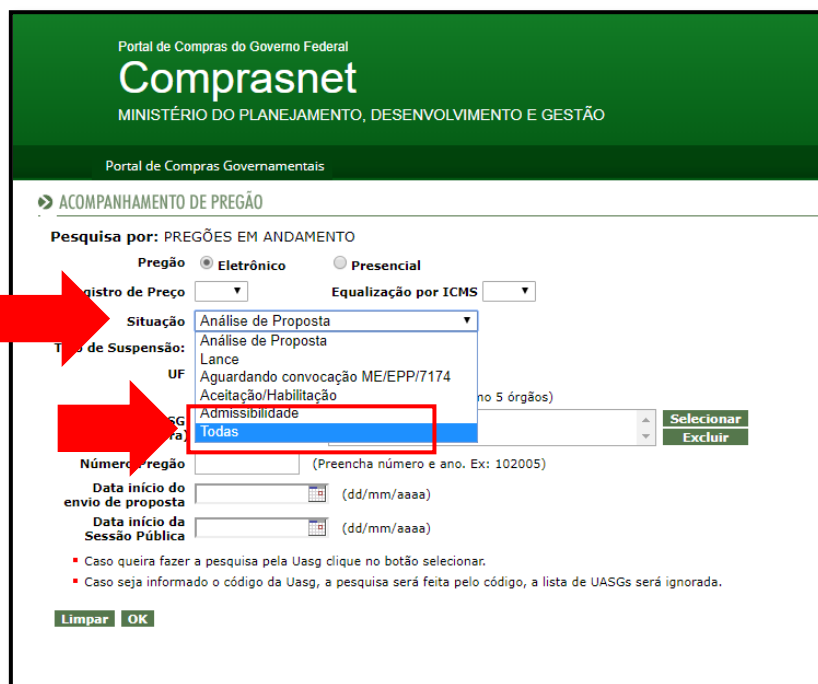 Portal de Compras do Governo Federal
Comprasnet
MINISTÉRIO DO PLANEJAMENTO, DESENVOLVIMENTO E GESTÃO
Portal de Compras Governamentais
ACOMPANHAMENTO DE PREGÃO
Pesquisa por: PREGÕES EM ANDAMENTO
Pregão Eletrônico Presencial
de Preço Equalização por ICMS
Situação Análise de Proposta
de Suspensão: Análise de Proposta
Lance
UF Aguardando convocação ME/EPP/7174
Aceitação/Habilitação 5 órgãos)
Admissibilidade Selecionar
Todas Excluir
Número Pregão (Preencha número e ano. Ex: 102005)
Data início do
envio de proposta (dd/mm/aaaa)
Data início da
Sessão Pública (dd/mm/aaaa)
Caso queira fazer a pesquisa pela Uasg clique no botão selecionar.
Caso seja informado o código da Uasg, a pesquisa será feita pelo código, a lista de UASGs será ignorada.
Limpar OK